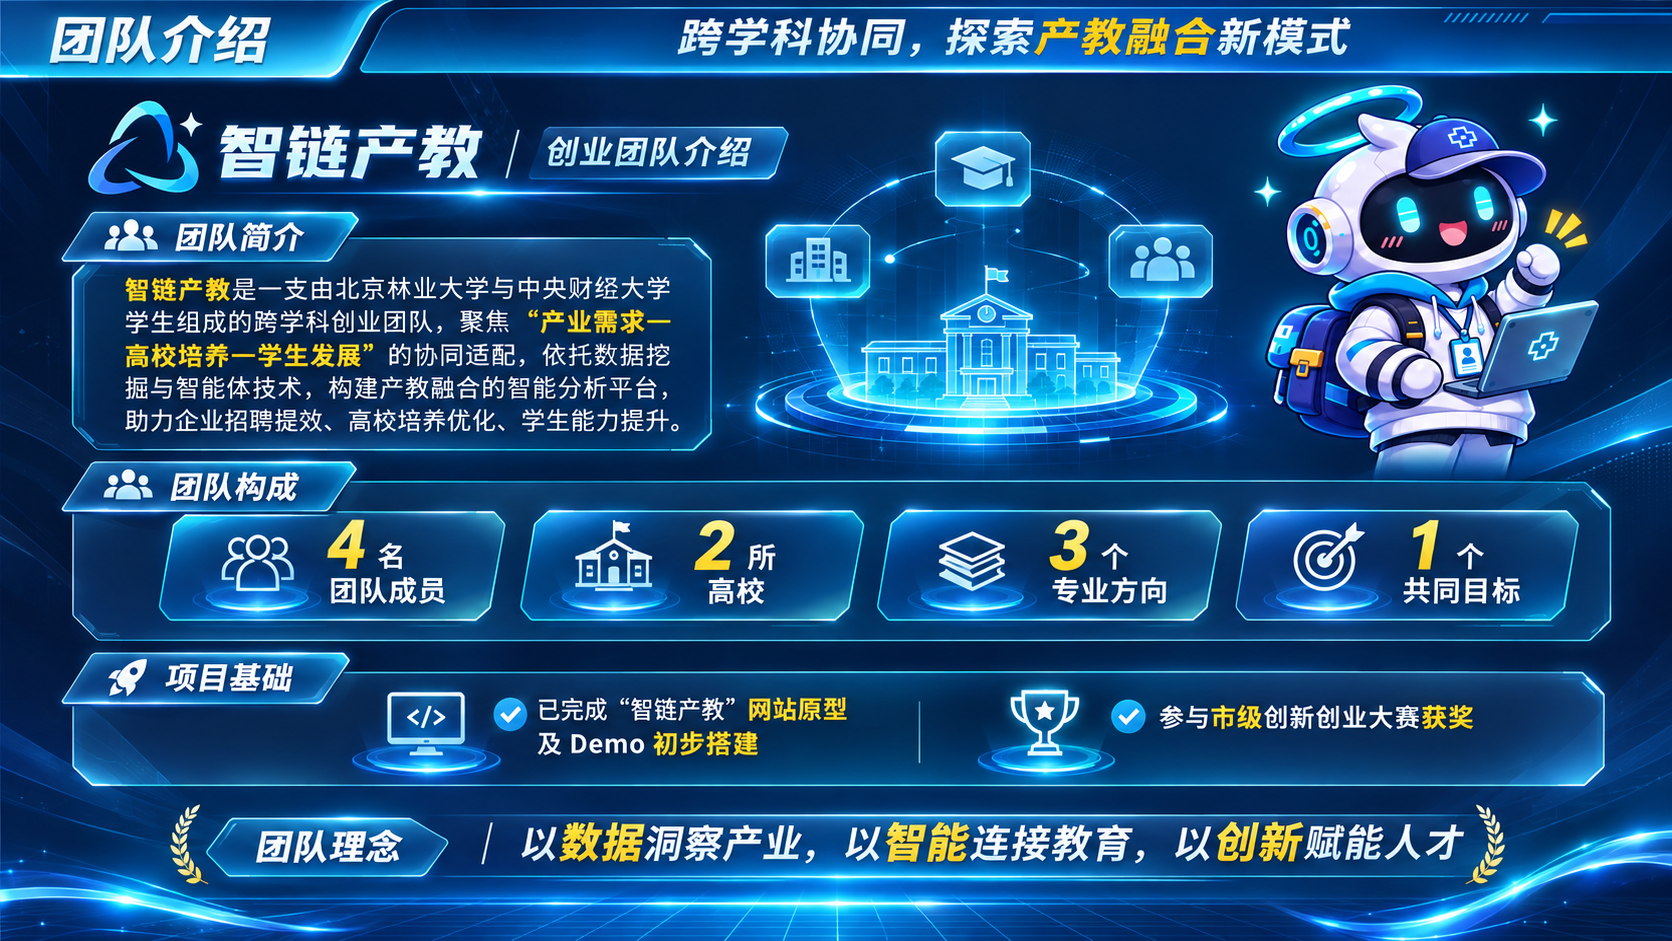 团队介绍
跨学科协同，探索产教融合新模式
智链产教
创业团队介绍
团队简介
智链产教是一支由北京林业大学与中央财经大学
学生组成的跨学科创业团队，聚焦“产业需求—
高校培养—学生发展”的协同适配，依托数据挖
掘与智能体技术，构建产教融合的智能分析平台，
助力企业招聘提效、高校培养优化、学生能力提升。
团队构成
4 名
团队成员
2 所
高校
3 个
专业方向
1 个
共同目标
项目基础
</>
已完成“智链产教”网站原型
及 Demo 初步搭建
参与市级创新创业大赛获奖
团队理念
以数据洞察产业，以智能连接教育，以创新赋能人才